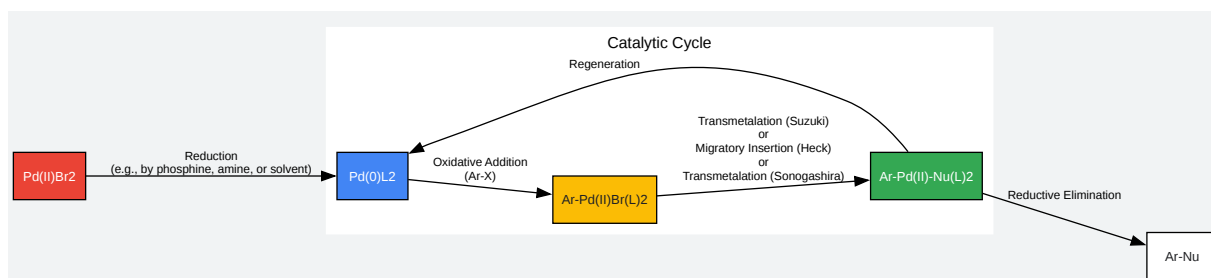 Catalytic Cycle
Regeneration
Transmetalation (Suzuki)
or
Migratory Insertion (Heck)
or
Transmetalation (Sonogashira)
Reduction
(e.g., by phosphine, amine, or solvent)
Oxidative Addition
(Ar-X)
Pd(II)Br2
Pd(0)L2
Ar-Pd(II)Br(L)2
Ar-Pd(II)-Nu(L)2
Reductive Elimination
Ar-Nu